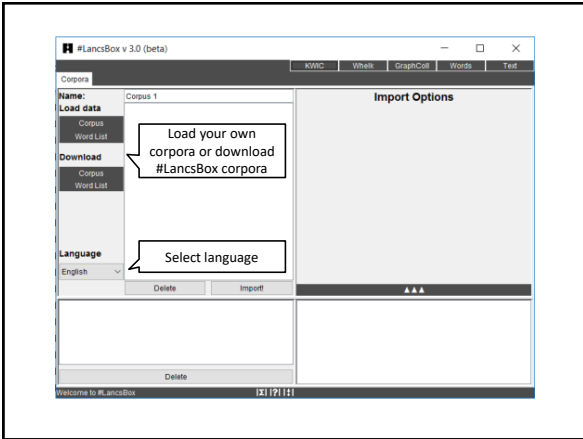 #LancsBox v 3.0 (beta)
KWIC Whelk GraphColl Words Text
Corpora
Name: Corpus 1
Load data
Corpus
Word List
Download
Corpus
Word List
Language
English
Load your own
corpora or download
#LancsBox corpora
Select language
Delete Import!
Import Options
▲▲▲
Delete
Welcome to #LancsBox |Σ| |?| |‡|